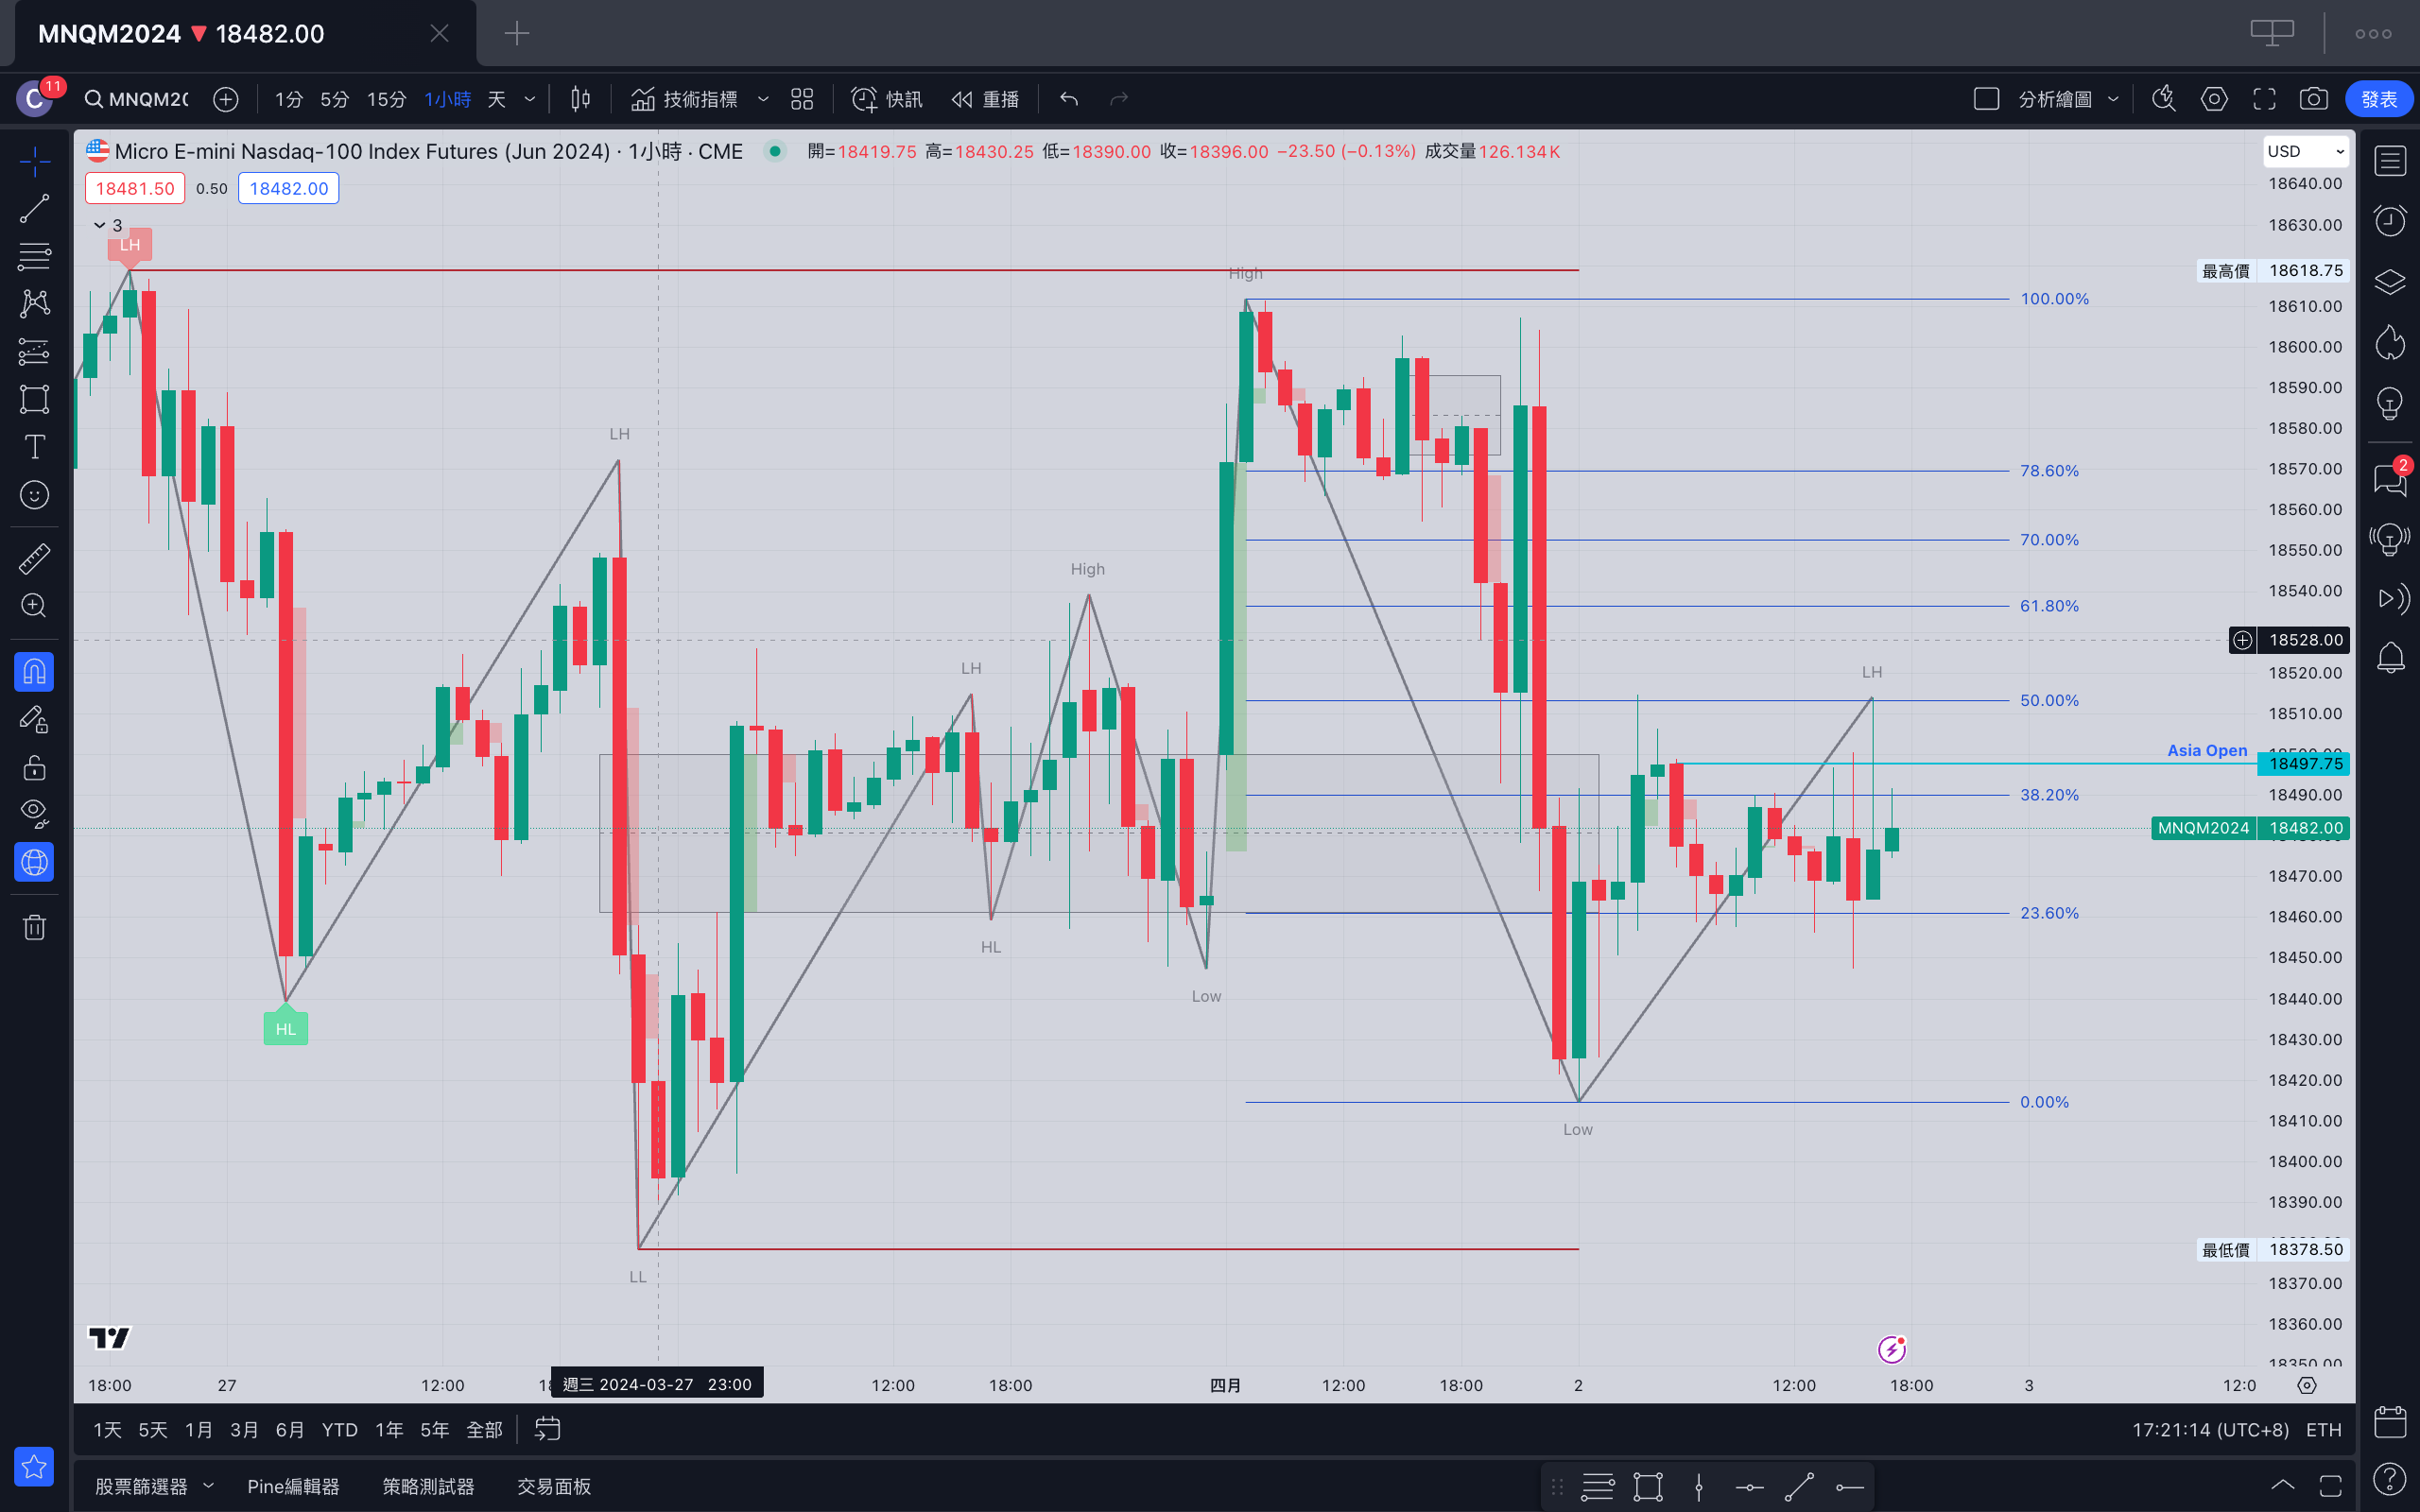 MNQM2024 ▼ 18482.00
C 11 MNQM20 1分 5分 15分 1小時 天 技術指標 快訊 重播 分析繪圖 發表
Micro E-mini Nasdaq-100 Index Futures (Jun 2024) · 1小時 · CME 開=18419.75 高=18430.25 低=18390.00 收=18396.00 −23.50 (−0.13%) 成交量126.134K
USD
18481.50 0.50 18482.00
18640.00
3
18630.00
LH
最高價 18618.75
High
100.00%
18610.00
18600.00
18590.00
LH
18580.00
78.60%
18570.00
2
18560.00
70.00%
18550.00
High
18540.00
61.80%
18528.00
LH
LH
18520.00
50.00%
18510.00
Asia Open
18497.75
38.20%
18490.00
MNQM2024 18482.00
18470.00
23.60%
18460.00
HL
18450.00
Low
18440.00
HL
18430.00
18420.00
0.00%
18410.00
Low
18400.00
18390.00
最低價 18378.50
LL
18370.00
18360.00
18350.00
18:00 27 12:00 週三 2024-03-27 23:00 12:00 18:00 四月 12:00 18:00 2 12:00 18:00 3 12:0
1天 5天 1月 3月 6月 YTD 1年 5年 全部 17:21:14 (UTC+8) ETH
股票篩選器 Pine編輯器 策略測試器 交易面板